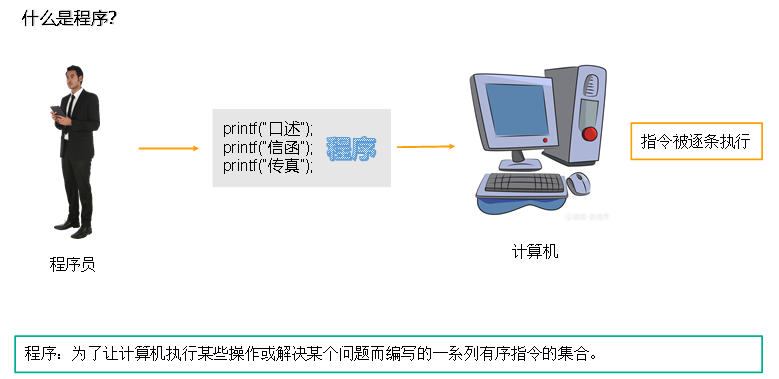 什么是程序?
printf("口述");
printf("信函");
printf("传真");
程序
指令被逐条执行
程序员
计算机
程序：为了让计算机执行某些操作或解决某个问题而编写的一系列有序指令的集合。